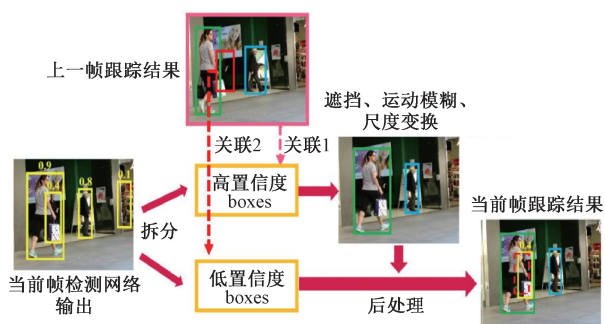 上一帧跟踪结果
遮挡、运动模糊、
尺度变换
关联2
关联1
0.9
0.4
0.8
0.1
高置信度
boxes
拆分
当前帧跟踪结果
当前帧检测网络
输出
低置信度
boxes
后处理
0.4